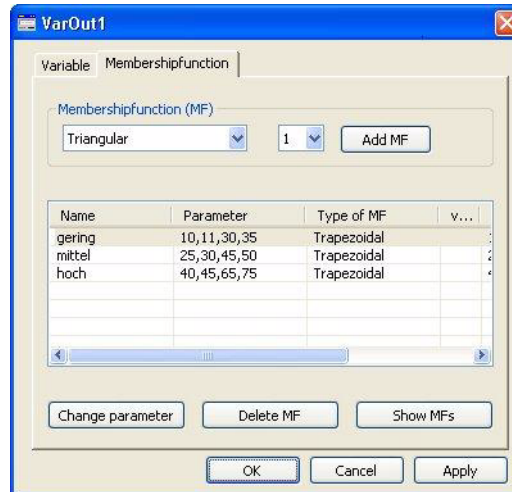 VarOut1
Variable Membershipfunction
Membershipfunction (MF)
Triangular 1 Add MF
Name Parameter Type of MF v...
gering 10,11,30,35 Trapezoidal
mittel 25,30,45,50 Trapezoidal
hoch 40,45,65,75 Trapezoidal
Change parameter Delete MF Show MFs
OK Cancel Apply